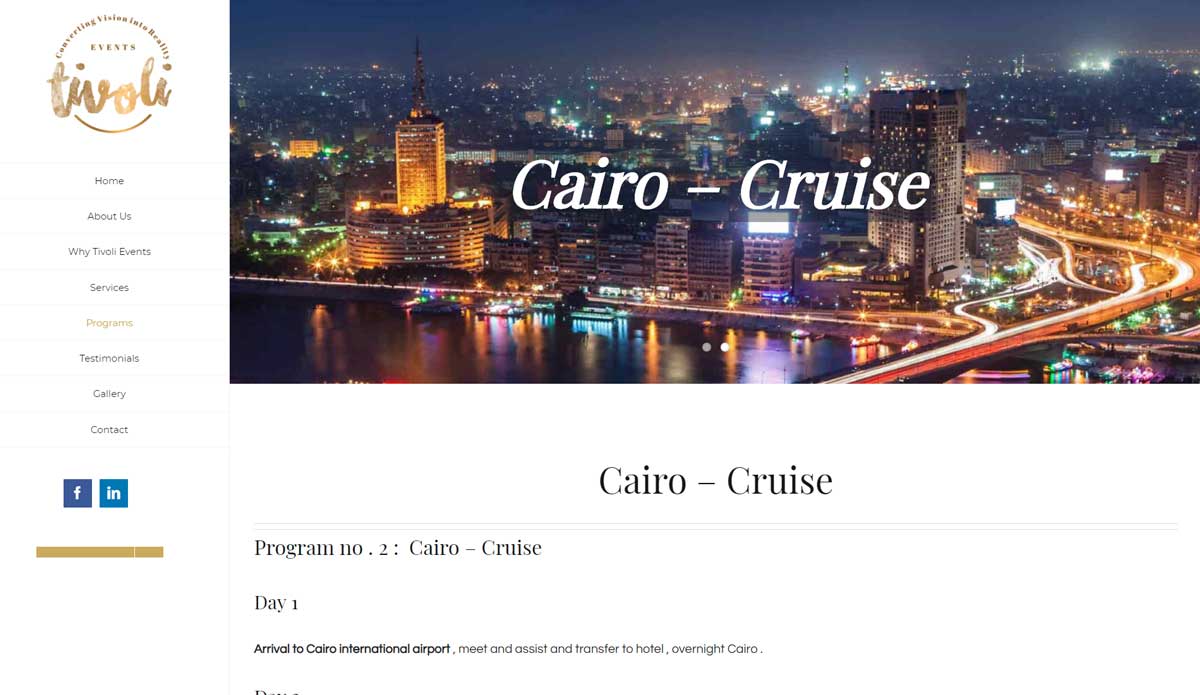 Converting Vision into Reality
EVENTS
tivoli
Home
About Us
Why Tivoli Events
Services
Programs
Testimonials
Gallery
Contact
f
in
Cairo – Cruise
Cairo – Cruise
Program no . 2 :  Cairo – Cruise
Day 1
Arrival to Cairo international airport , meet and assist and transfer to hotel , overnight Cairo .